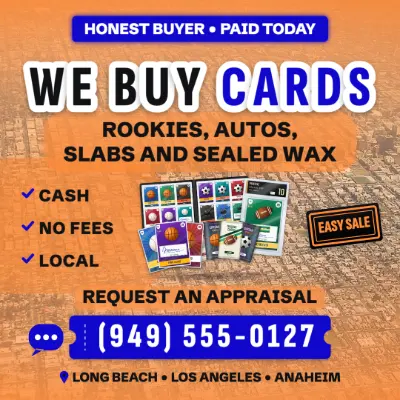 HONEST BUYER • PAID TODAY
WE BUY CARDS
ROOKIES, AUTOS,
SLABS AND SEALED WAX
CASH
NO FEES
LOCAL
10
EASY SALE
REQUEST AN APPRAISAL
(949) 555-0127
LONG BEACH • LOS ANGELES • ANAHEIM